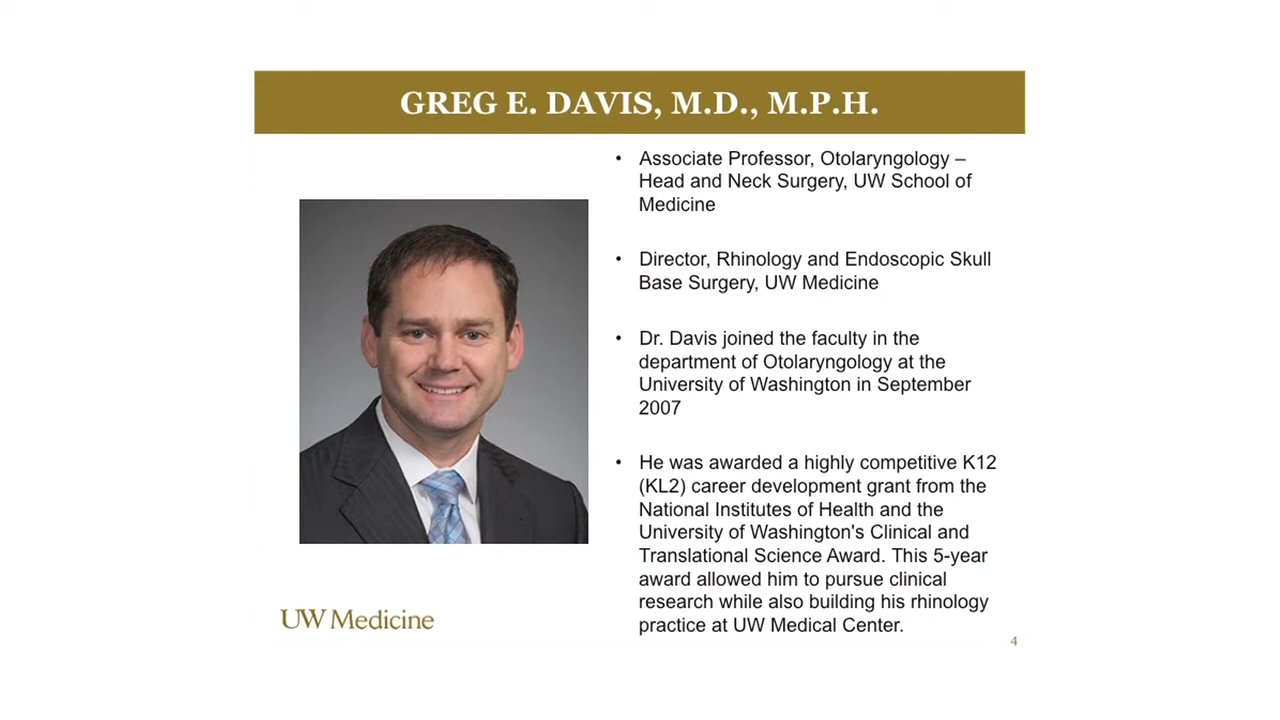 GREG E. DAVIS, M.D., M.P.H.
• Associate Professor, Otolaryngology –
Head and Neck Surgery, UW School of
Medicine
• Director, Rhinology and Endoscopic Skull
Base Surgery, UW Medicine
• Dr. Davis joined the faculty in the
department of Otolaryngology at the
University of Washington in September
2007
• He was awarded a highly competitive K12
(KL2) career development grant from the
National Institutes of Health and the
University of Washington's Clinical and
Translational Science Award. This 5-year
award allowed him to pursue clinical
research while also building his rhinology
practice at UW Medical Center.
UW Medicine
4